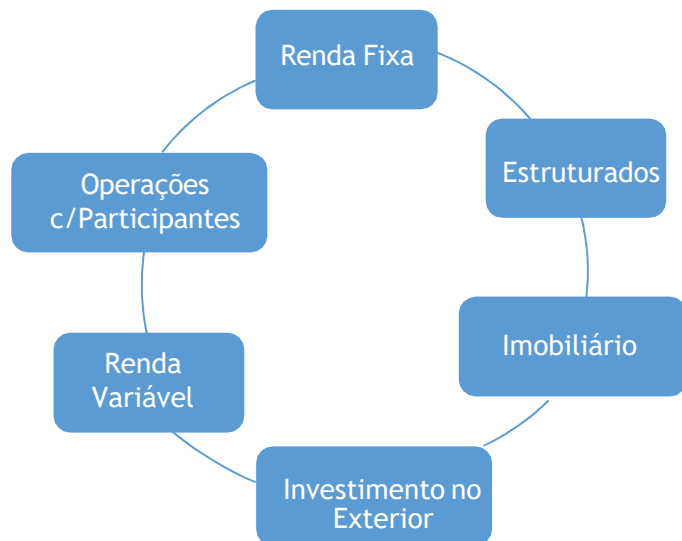 Renda Fixa
Estruturados
Imobiliário
Investimento no
Exterior
Renda
Variável
Operações
c/Participantes